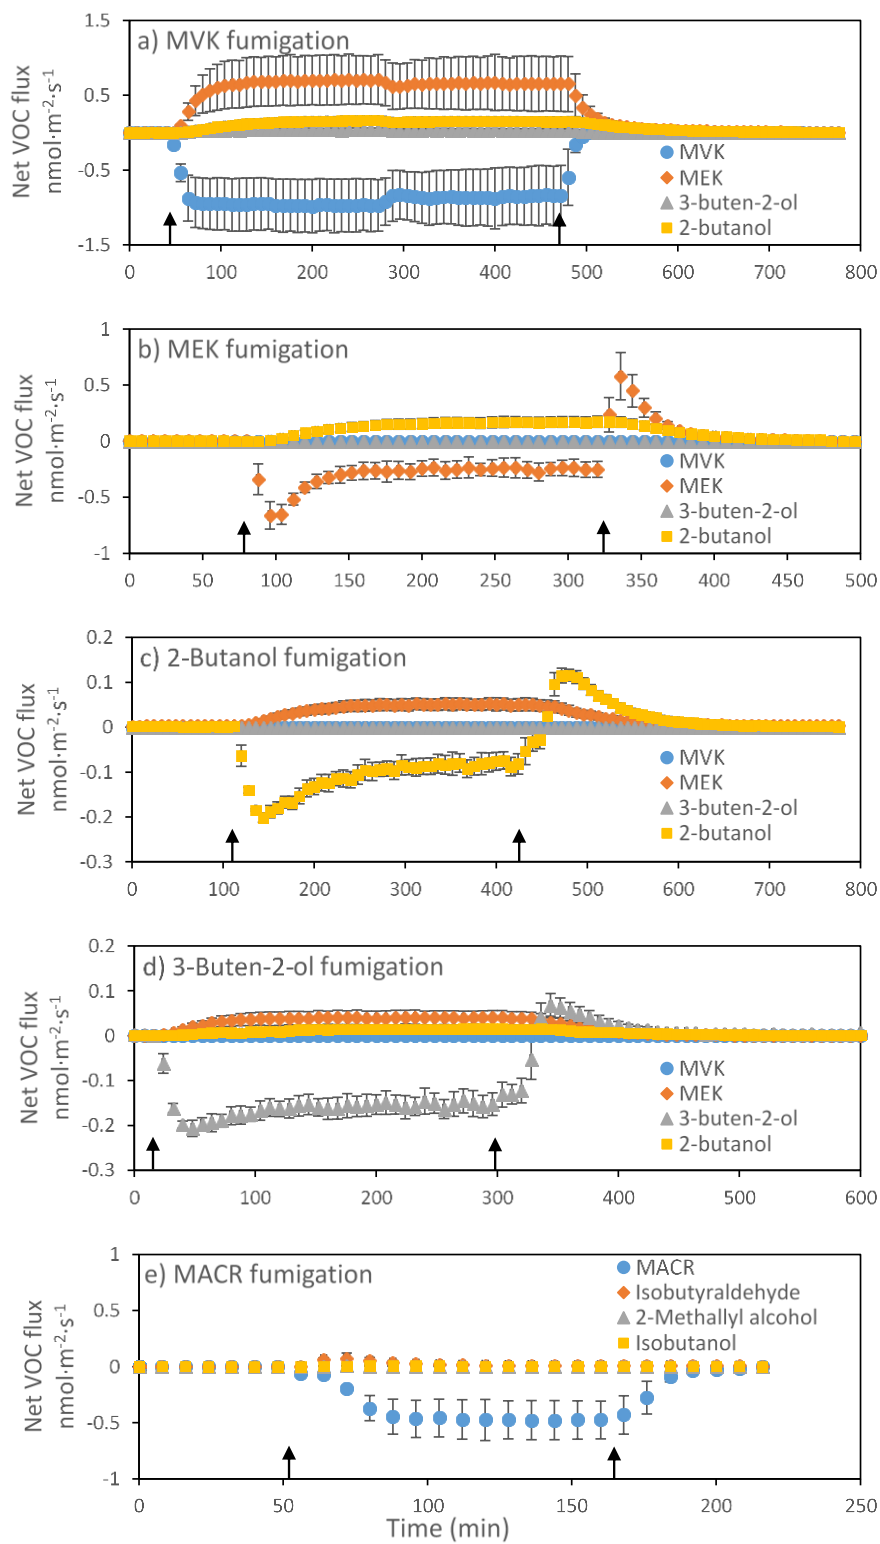 a) MVK fumigation
Net VOC flux
nmol·m-2·s-1
1.5
0.5
-0.5
-1.5
MVK
MEK
3-buten-2-ol
2-butanol
0 100 200 300 400 500 600 700 800
b) MEK fumigation
Net VOC flux
nmol·m-2·s-1
1
0.5
0
-0.5
-1
MVK
MEK
3-buten-2-ol
2-butanol
0 50 100 150 200 250 300 350 400 450 500
c) 2-Butanol fumigation
Net VOC flux
nmol·m-2·s-1
0.2
0.1
0
-0.1
-0.2
-0.3
MVK
MEK
3-buten-2-ol
2-butanol
0 100 200 300 400 500 600 700 800
d) 3-Buten-2-ol fumigation
Net VOC flux
nmol·m-2·s-1
0.2
0.1
0
-0.1
-0.2
-0.3
MVK
MEK
3-buten-2-ol
2-butanol
0 100 200 300 400 500 600
e) MACR fumigation
Net VOC flux
nmol·m-2·s-1
1
0.5
0
-0.5
-1
MACR
Isobutyraldehyde
2-Methallyl alcohol
Isobutanol
0 50 100 150 200 250
Time (min)